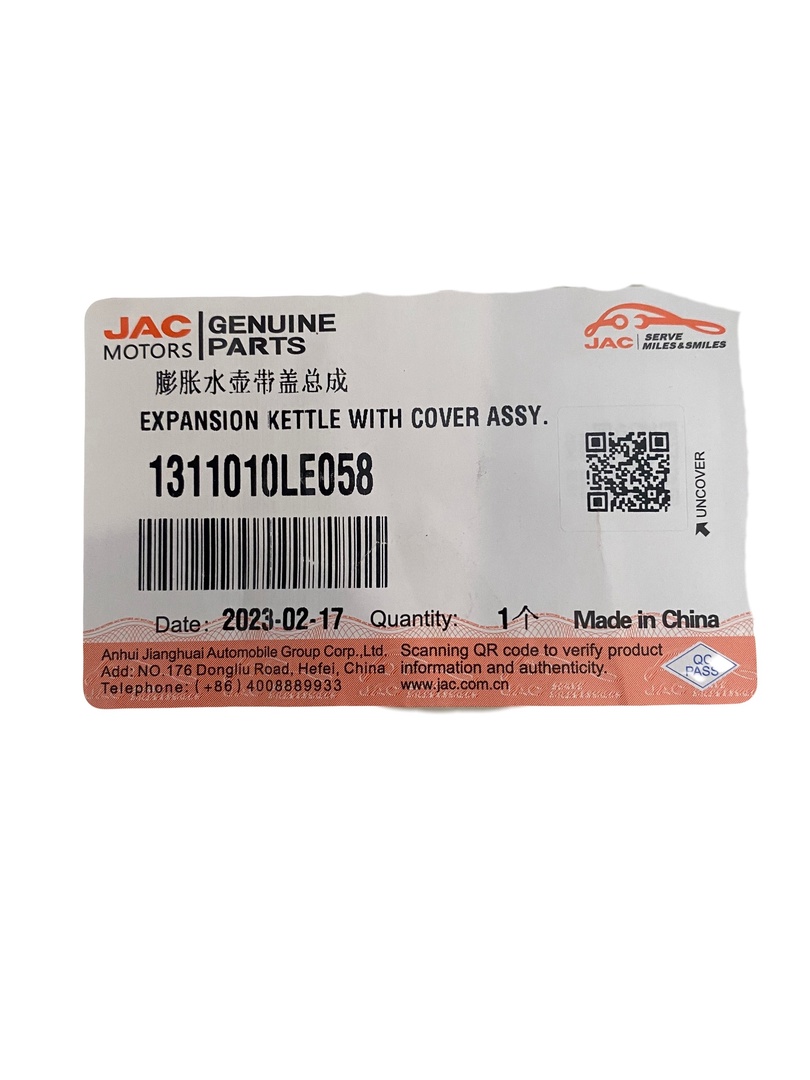 JAC MOTORS GENUINE PARTS
JAC SERVE MILES&SMILES
膨胀水壶带盖总成
EXPANSION KETTLE WITH COVER ASSY.
1311010LE058
UNCOVER
Date: 2023-02-17 Quantity: 1个 Made in China
Anhui Jianghuai Automobile Group Corp.,Ltd.
Add: NO.176 Dongliu Road, Hefei, China
Telephone: (+86) 4008889933
Scanning QR code to verify product
information and authenticity.
www.jac.com.cn
QC
PASS